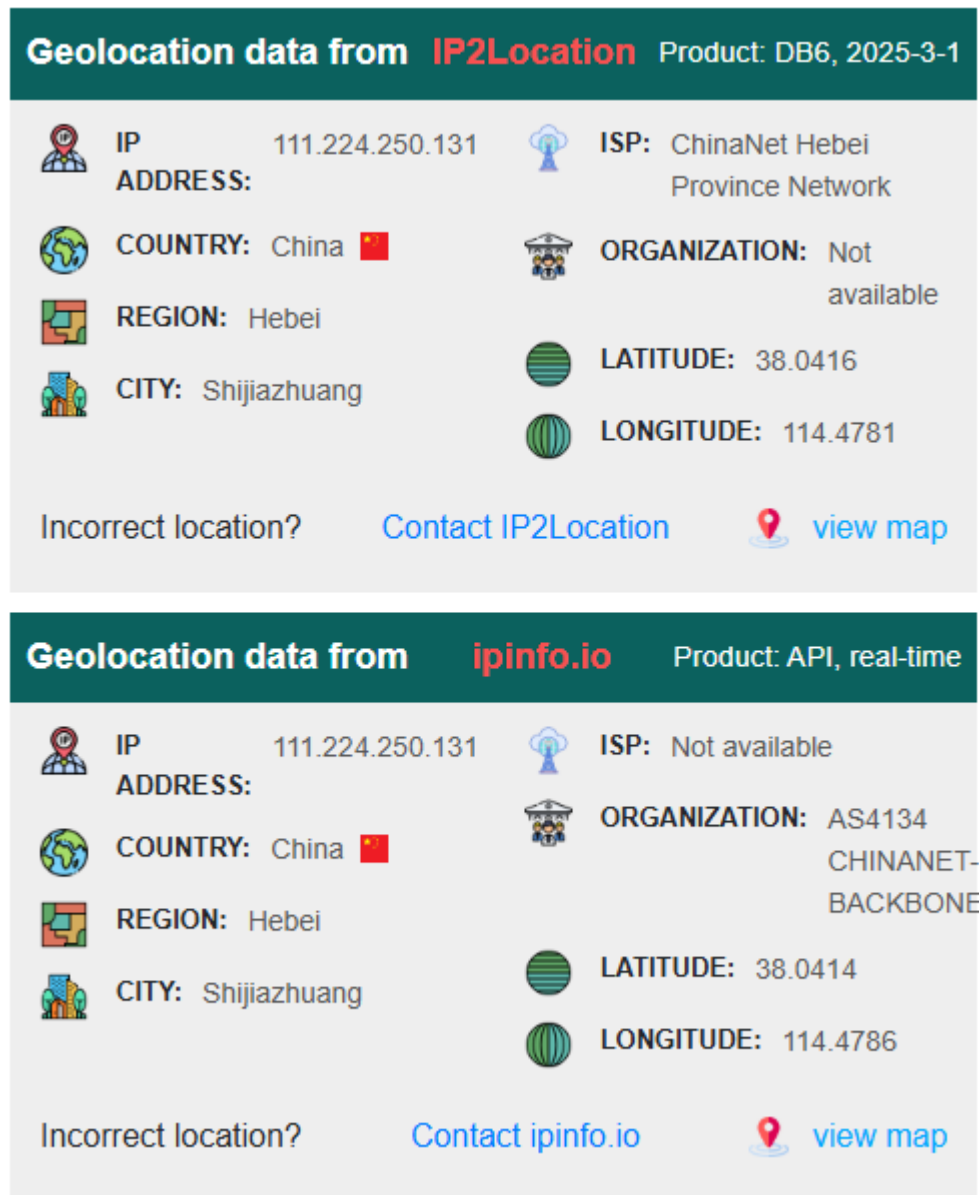 Geolocation data from IP2Location Product: DB6, 2025-3-1
IP ADDRESS: 111.224.250.131
COUNTRY: China
REGION: Hebei
CITY: Shijiazhuang
ISP: ChinaNet Hebei
Province Network
ORGANIZATION: Not
available
LATITUDE: 38.0416
LONGITUDE: 114.4781
Incorrect location? Contact IP2Location view map
Geolocation data from ipinfo.io Product: API, real-time
IP ADDRESS: 111.224.250.131
COUNTRY: China
REGION: Hebei
CITY: Shijiazhuang
ISP: Not available
ORGANIZATION: AS4134
CHINANET-
BACKBONE
LATITUDE: 38.0414
LONGITUDE: 114.4786
Incorrect location? Contact ipinfo.io view map